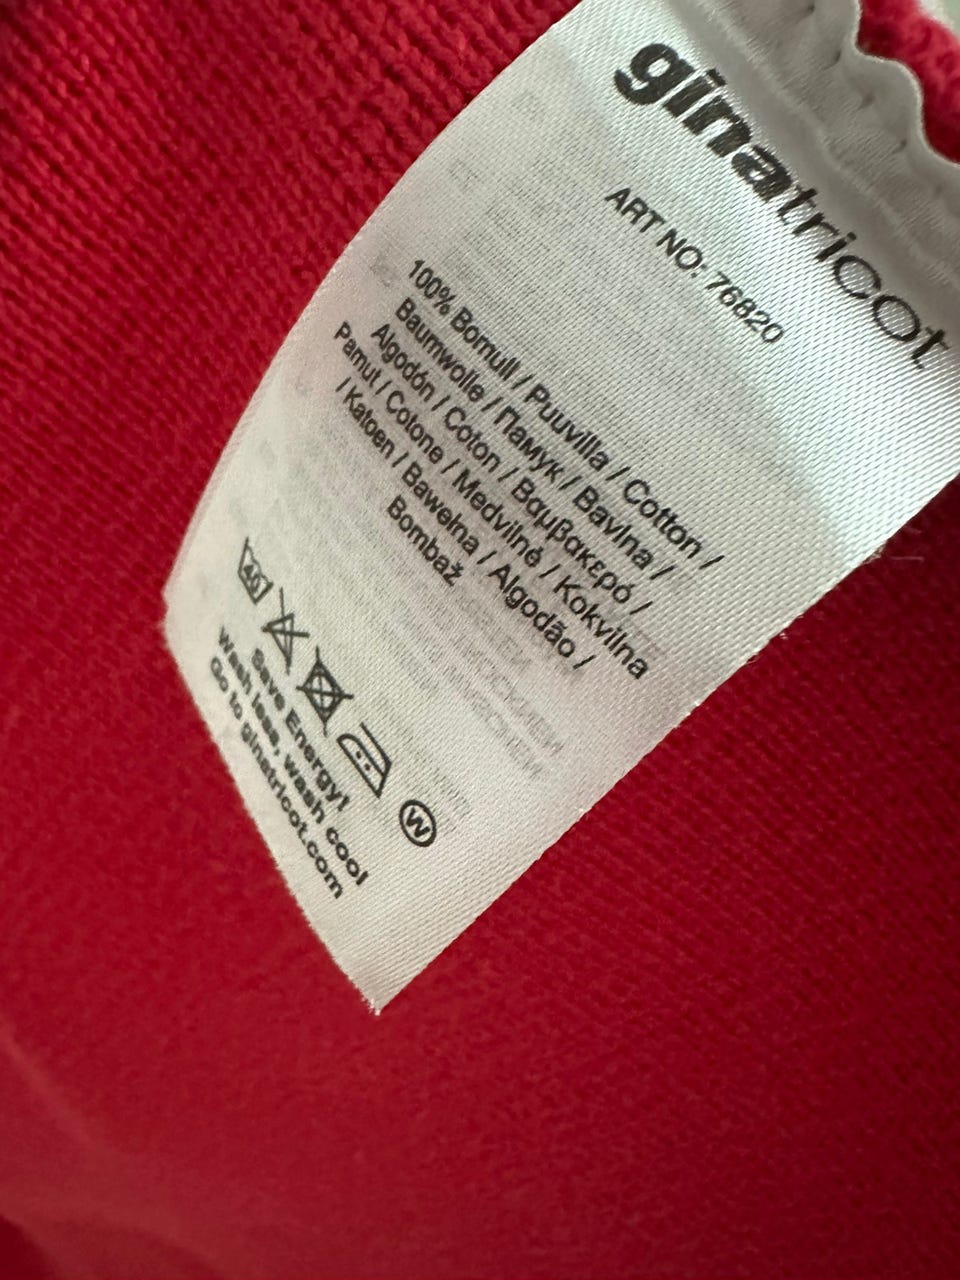 ginatricot
ART NO: 76820
100% Bomull / Puuvilla / Cotton /
Baumwolle / Памук / Bavlna /
Algodón / Coton / Βαμβακερό /
Pamut / Cotone / Medvilnė / Kokvilna
/ Katoen / Bawełna / Algodão /
Bombaž
40
W
Save Energy!
Wash less, wash cool
Go to ginatricot.com